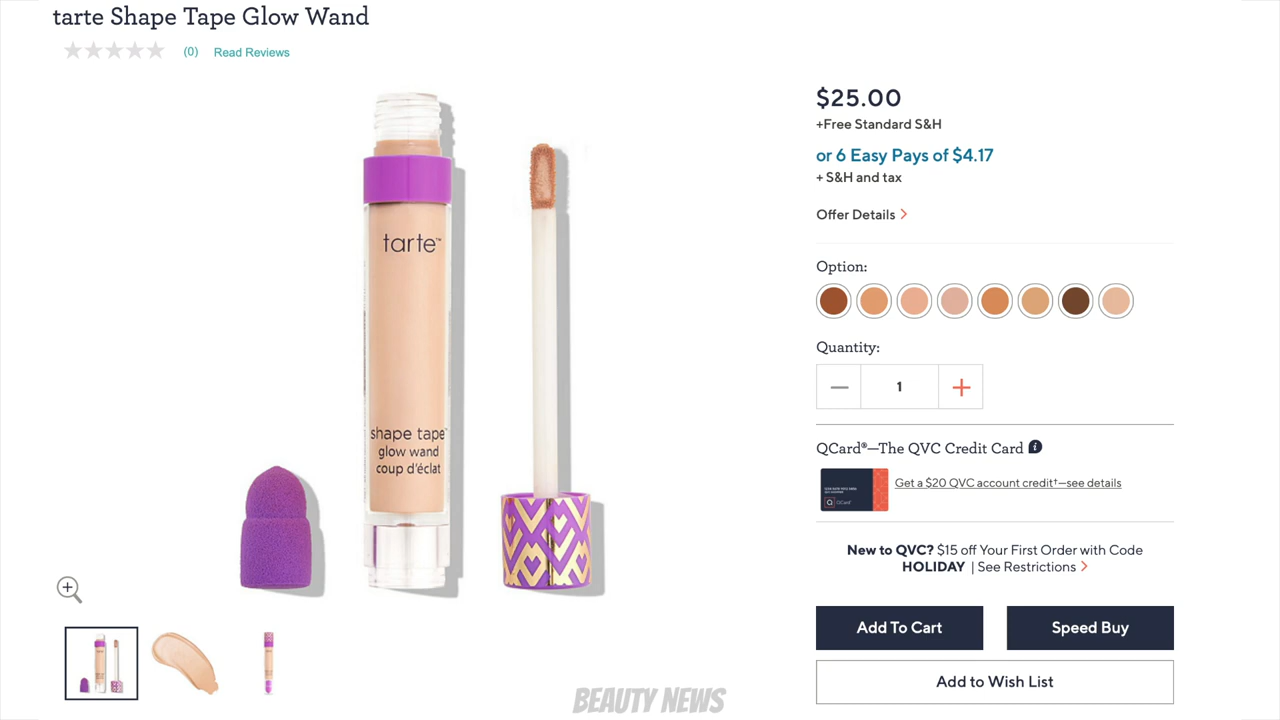 tarte Shape Tape Glow Wand
(0) Read Reviews
tarte™
shape tape™
glow wand
coup d'éclat
$25.00
+Free Standard S&H
or 6 Easy Pays of $4.17
+ S&H and tax
Offer Details
Option:
Quantity:
1
QCard®—The QVC Credit Card
Get a $20 QVC account credit†—see details
New to QVC? $15 off Your First Order with Code
HOLIDAY | See Restrictions
Add To Cart
Speed Buy
Add to Wish List
BEAUTY NEWS